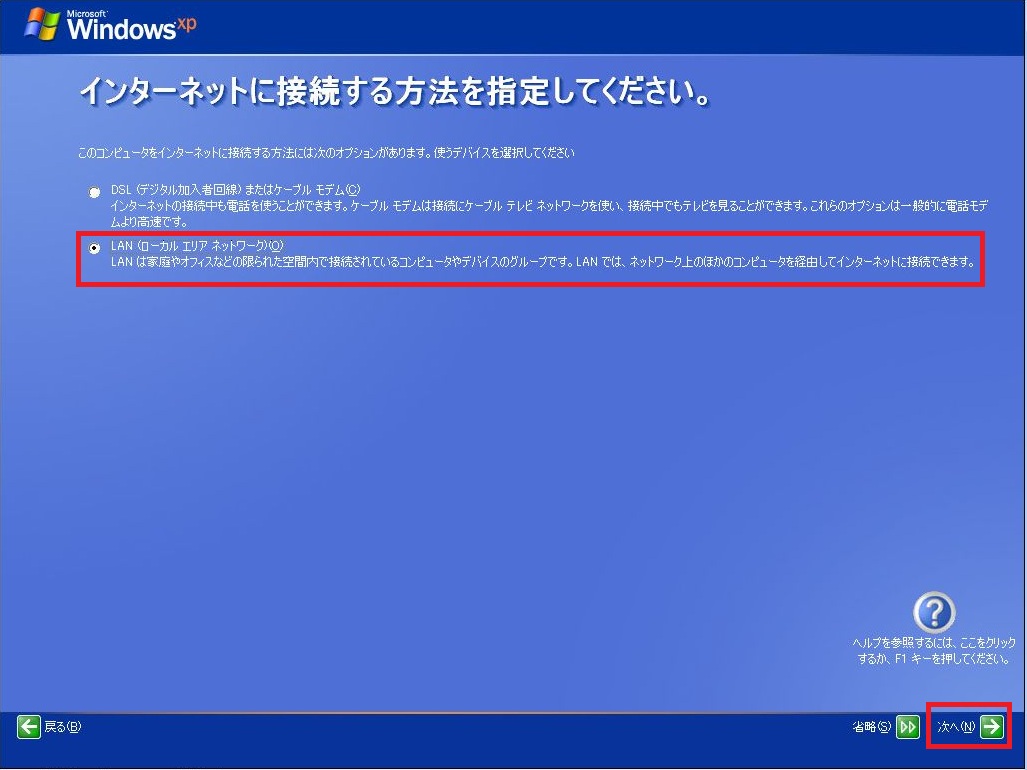 Microsoft
Windows xp
インターネットに接続する方法を指定してください。
このコンピュータをインターネットに接続する方法には次のオプションがあります。使うデバイスを選択してください
DSL (デジタル加入者回線) またはケーブル モデム(C)
インターネットの接続中も電話を使うことができます。ケーブル モデムは接続にケーブル テレビ ネットワークを使い、接続中でもテレビを見ることができます。これらのオプションは一般的に電話モデ
ムより高速です。
LAN (ローカル エリア ネットワーク)(O)
LAN は家庭やオフィスなどの限られた空間内で接続されているコンピュータやデバイスのグループです。LAN では、ネットワーク上のほかのコンピュータを経由してインターネットに接続できます。
?
ヘルプを参照するには、ここをクリック
するか、F1 キーを押してください。
戻る(B)
省略(S)
次へ(N)